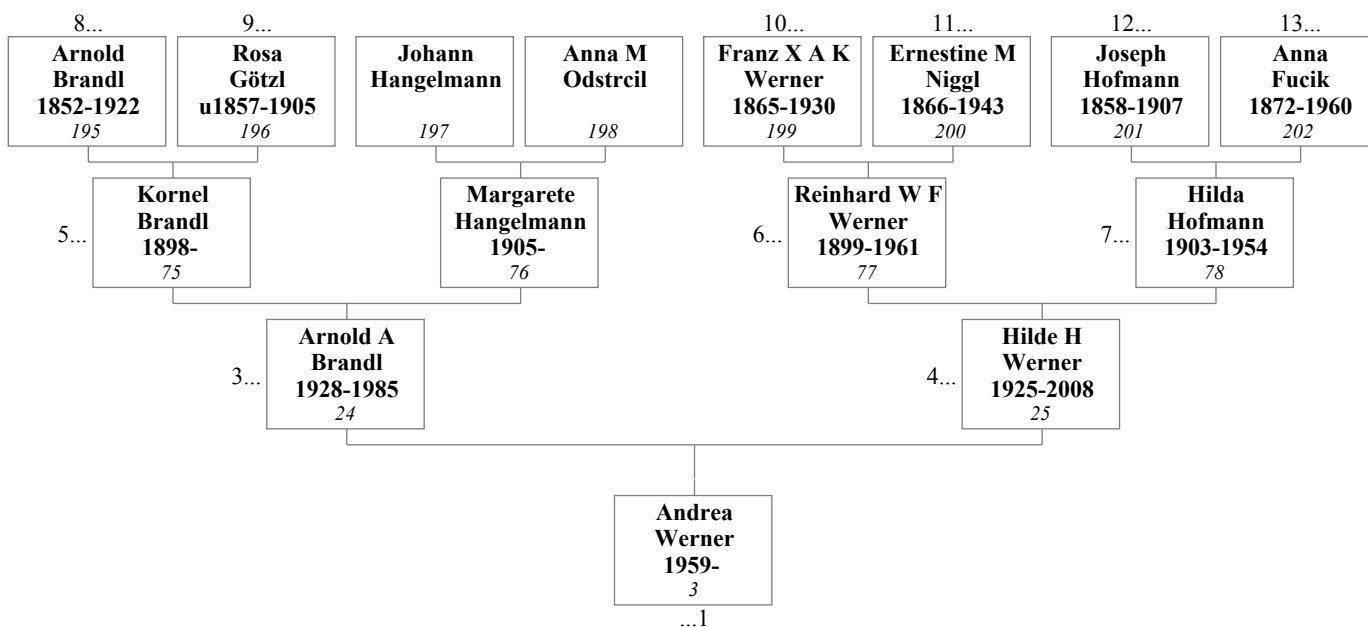 8...
9...
10...
11...
12...
13...
Arnold
Brandl
1852-1922
195
Rosa
Götzl
u1857-1905
196
Johann
Hangelmann
197
Anna M
Odstrcil
198
Franz X A K
Werner
1865-1930
199
Ernestine M
Niggl
1866-1943
200
Joseph
Hofmann
1858-1907
201
Anna
Fucik
1872-1960
202
5...
Kornel
Brandl
1898-
75
Margarete
Hangelmann
1905-
76
6...
Reinhard W F
Werner
1899-1961
77
7...
Hilda
Hofmann
1903-1954
78
3...
Arnold A
Brandl
1928-1985
24
4...
Hilde H
Werner
1925-2008
25
Andrea
Werner
1959-
3
...1